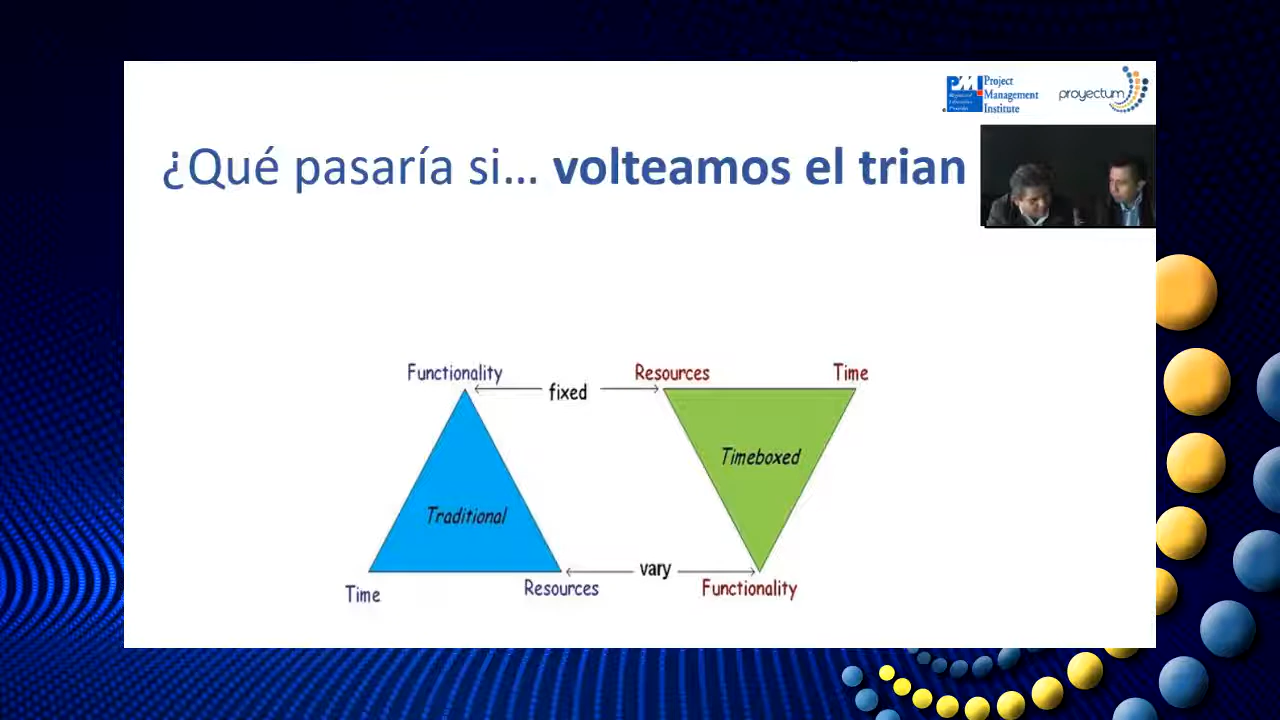 Project
Management
Institute
proyectum
¿Qué pasaría si... volteamos el trian
Functionality
fixed
Resources
Time
Timeboxed
Traditional
vary
Time
Resources
Functionality